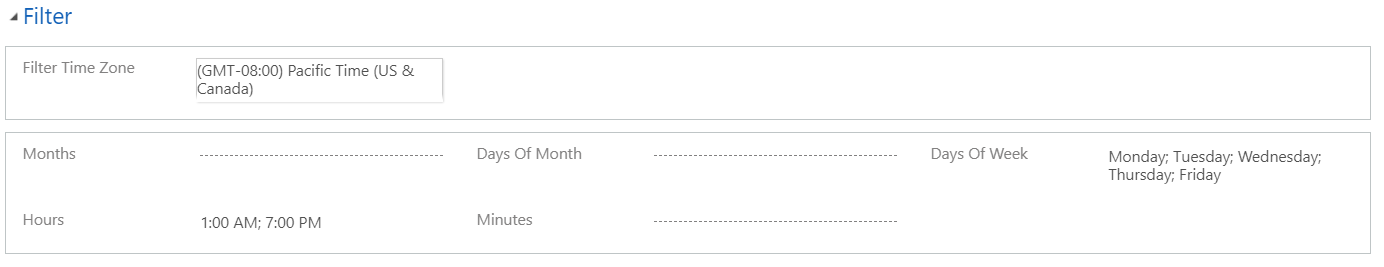 Filter
Filter Time Zone
(GMT-08:00) Pacific Time (US &
Canada)
Months
Days Of Month
Days Of Week
Monday; Tuesday; Wednesday;
Thursday; Friday
Hours
1:00 AM; 7:00 PM
Minutes